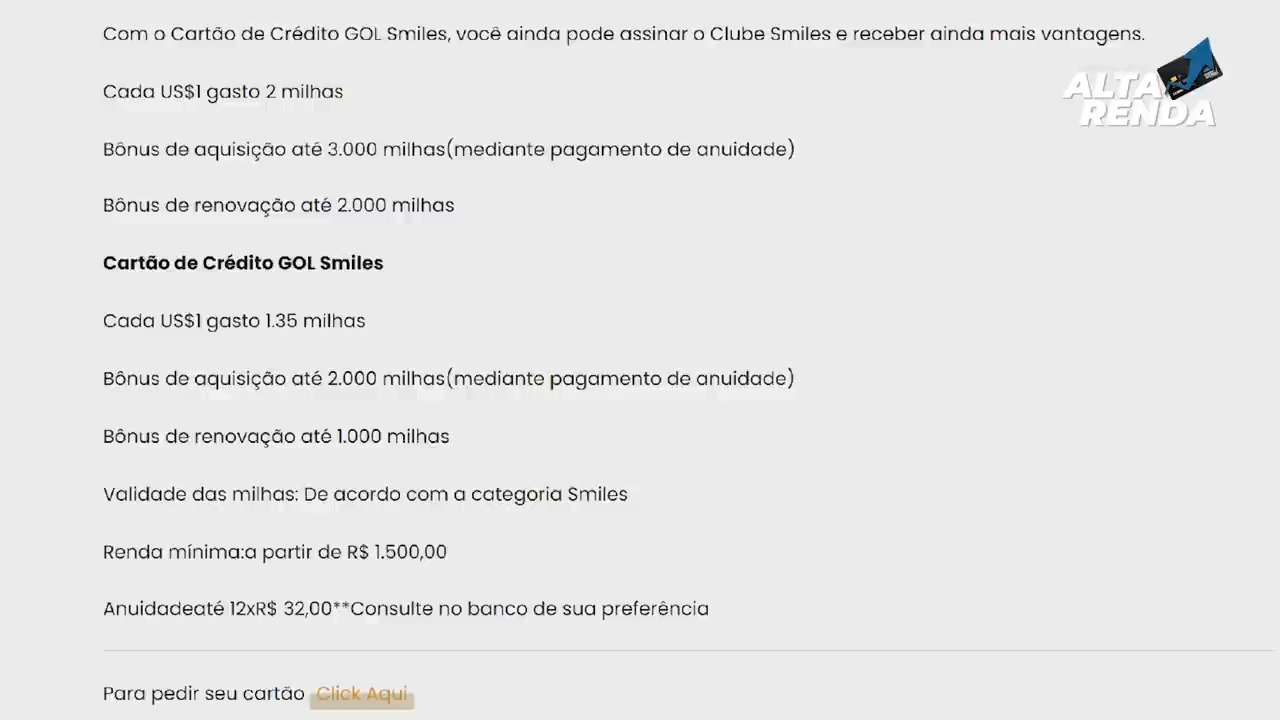 Com o Cartão de Crédito GOL Smiles, você ainda pode assinar o Clube Smiles e receber ainda mais vantagens.
ALTA
RENDA
Cada US$1 gasto 2 milhas
Bônus de aquisição até 3.000 milhas(mediante pagamento de anuidade)
Bônus de renovação até 2.000 milhas
Cartão de Crédito GOL Smiles
Cada US$1 gasto 1.35 milhas
Bônus de aquisição até 2.000 milhas(mediante pagamento de anuidade)
Bônus de renovação até 1.000 milhas
Validade das milhas: De acordo com a categoria Smiles
Renda mínima:a partir de R$ 1.500,00
Anuidadeaté 12xR$ 32,00**Consulte no banco de sua preferência
Para pedir seu cartão Click Aqui